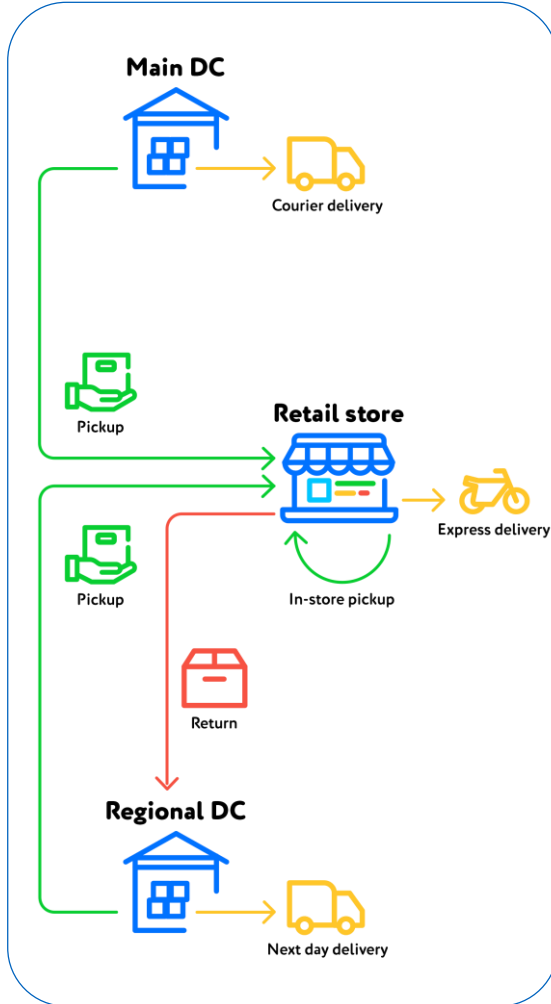 Main DC
Courier delivery
Pickup
Retail store
Express delivery
Pickup
In-store pickup
Return
Regional DC
Next day delivery